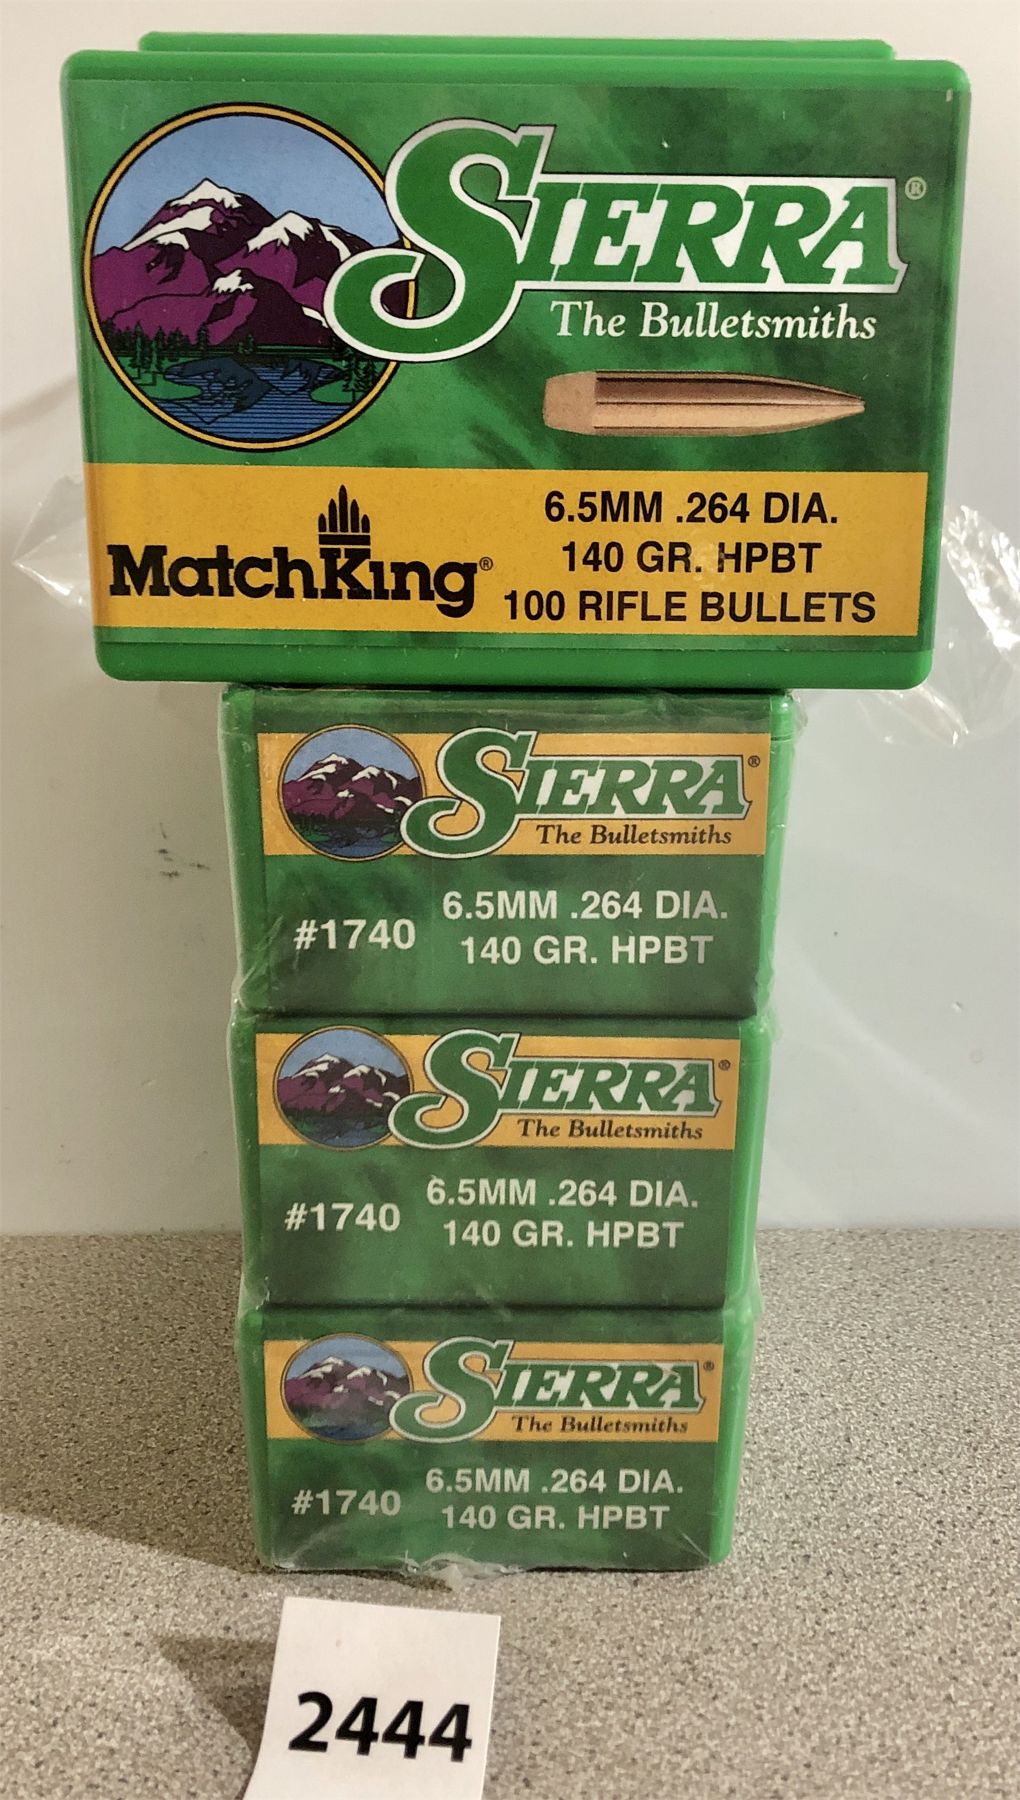 SIERRA®
The Bulletsmiths
MatchKing®
6.5MM .264 DIA.
140 GR. HPBT
100 RIFLE BULLETS
SIERRA®
The Bulletsmiths
#1740
6.5MM .264 DIA.
140 GR. HPBT
SIERRA®
The Bulletsmiths
#1740
6.5MM .264 DIA.
140 GR. HPBT
SIERRA®
The Bulletsmiths
#1740
6.5MM .264 DIA.
140 GR. HPBT
2444